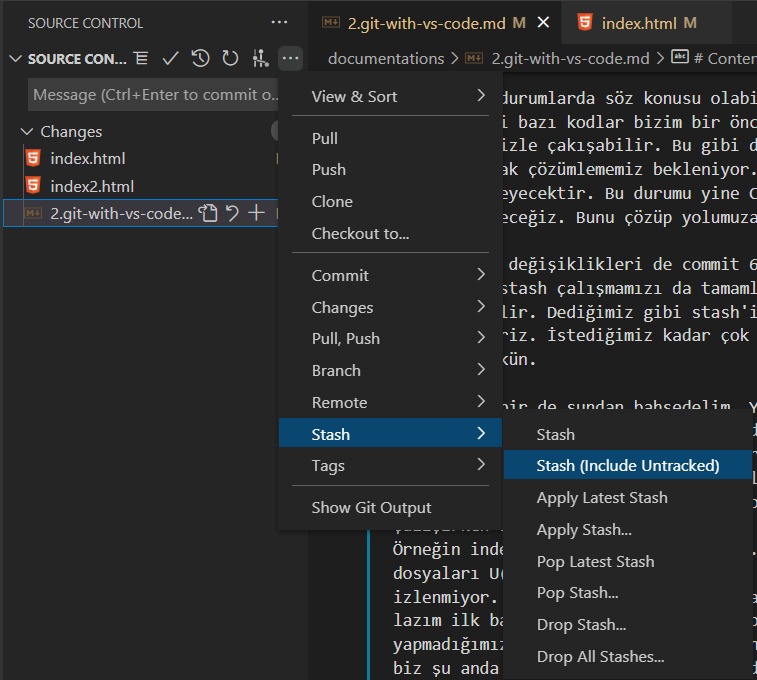 SOURCE CONTROL
SOURCE CON...
Message (Ctrl+Enter to commit o...
Changes
index.html
index2.html
2.git-with-vs-code...
2.git-with-vs-code.md M
index.html M
documentations > 2.git-with-vs-code.md > # Conten
View & Sort
Pull
Push
Clone
Checkout to...
Commit
Changes
Pull, Push
Branch
Remote
Stash
Tags
Show Git Output
Stash
Stash (Include Untracked)
Apply Latest Stash
Apply Stash...
Pop Latest Stash
Pop Stash...
Drop Stash...
Drop All Stashes...
durumlarda söz konusu olabi
i bazı kodlar bizim bir önc
izle çakışabilir. Bu gibi d
ak çözümlememiz bekleniyor.
eyecektir. Bu durumu yine C
eceğiz. Bunu çözüp yolumuza
değişiklikleri de commit 6
stash çalışmamızı da tamaml
lir. Dediğimiz gibi stash'i
riz. İstediğimiz kadar çok
kün.
bir de şundan bahsedelim. Y
Örneğin inde
dosyaları U(
izlenmiyor.
lazım ilk ba
yapmadığımız
biz şu anda